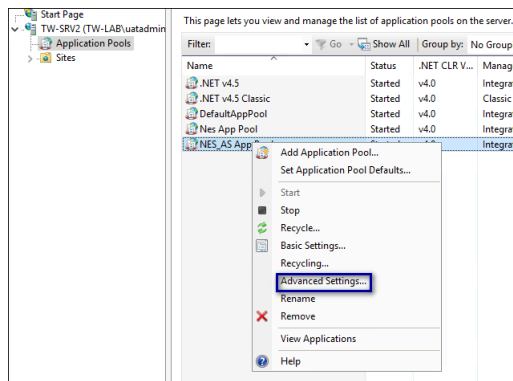 Start Page
TW-SRV2 (TW-LAB\uatadmin
Application Pools
Sites
This page lets you view and manage the list of application pools on the server.
Filter: Go Show All Group by: No Group
Name Status .NET CLR V... Manag
.NET v4.5 Started v4.0 Integra
.NET v4.5 Classic Started v4.0 Classic
DefaultAppPool Started v4.0 Integra
Nes App Pool Started v4.0 Integra
NES_AS App Integra
Add Application Pool...
Set Application Pool Defaults...
Start
Stop
Recycle...
Basic Settings...
Recycling...
Advanced Settings...
Rename
Remove
View Applications
Help